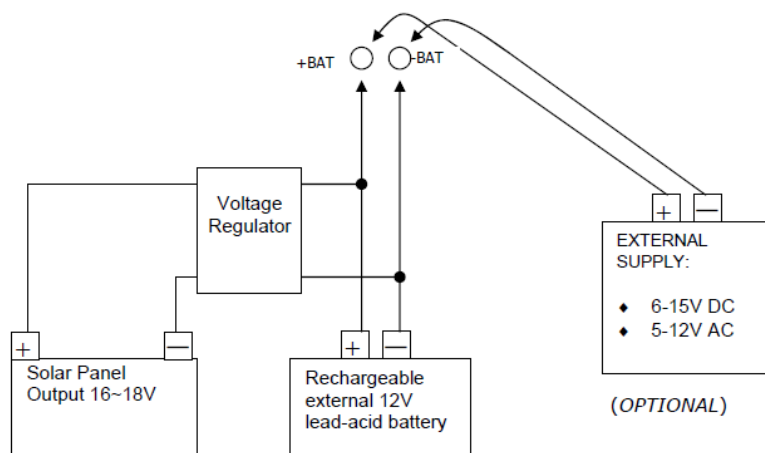 +BAT
-BAT
Voltage
Regulator
+
—
EXTERNAL
SUPPLY:
♦ 6-15V DC
♦ 5-12V AC
(OPTIONAL)
+
—
Solar Panel
Output 16~18V
+
—
Rechargeable
external 12V
lead-acid battery